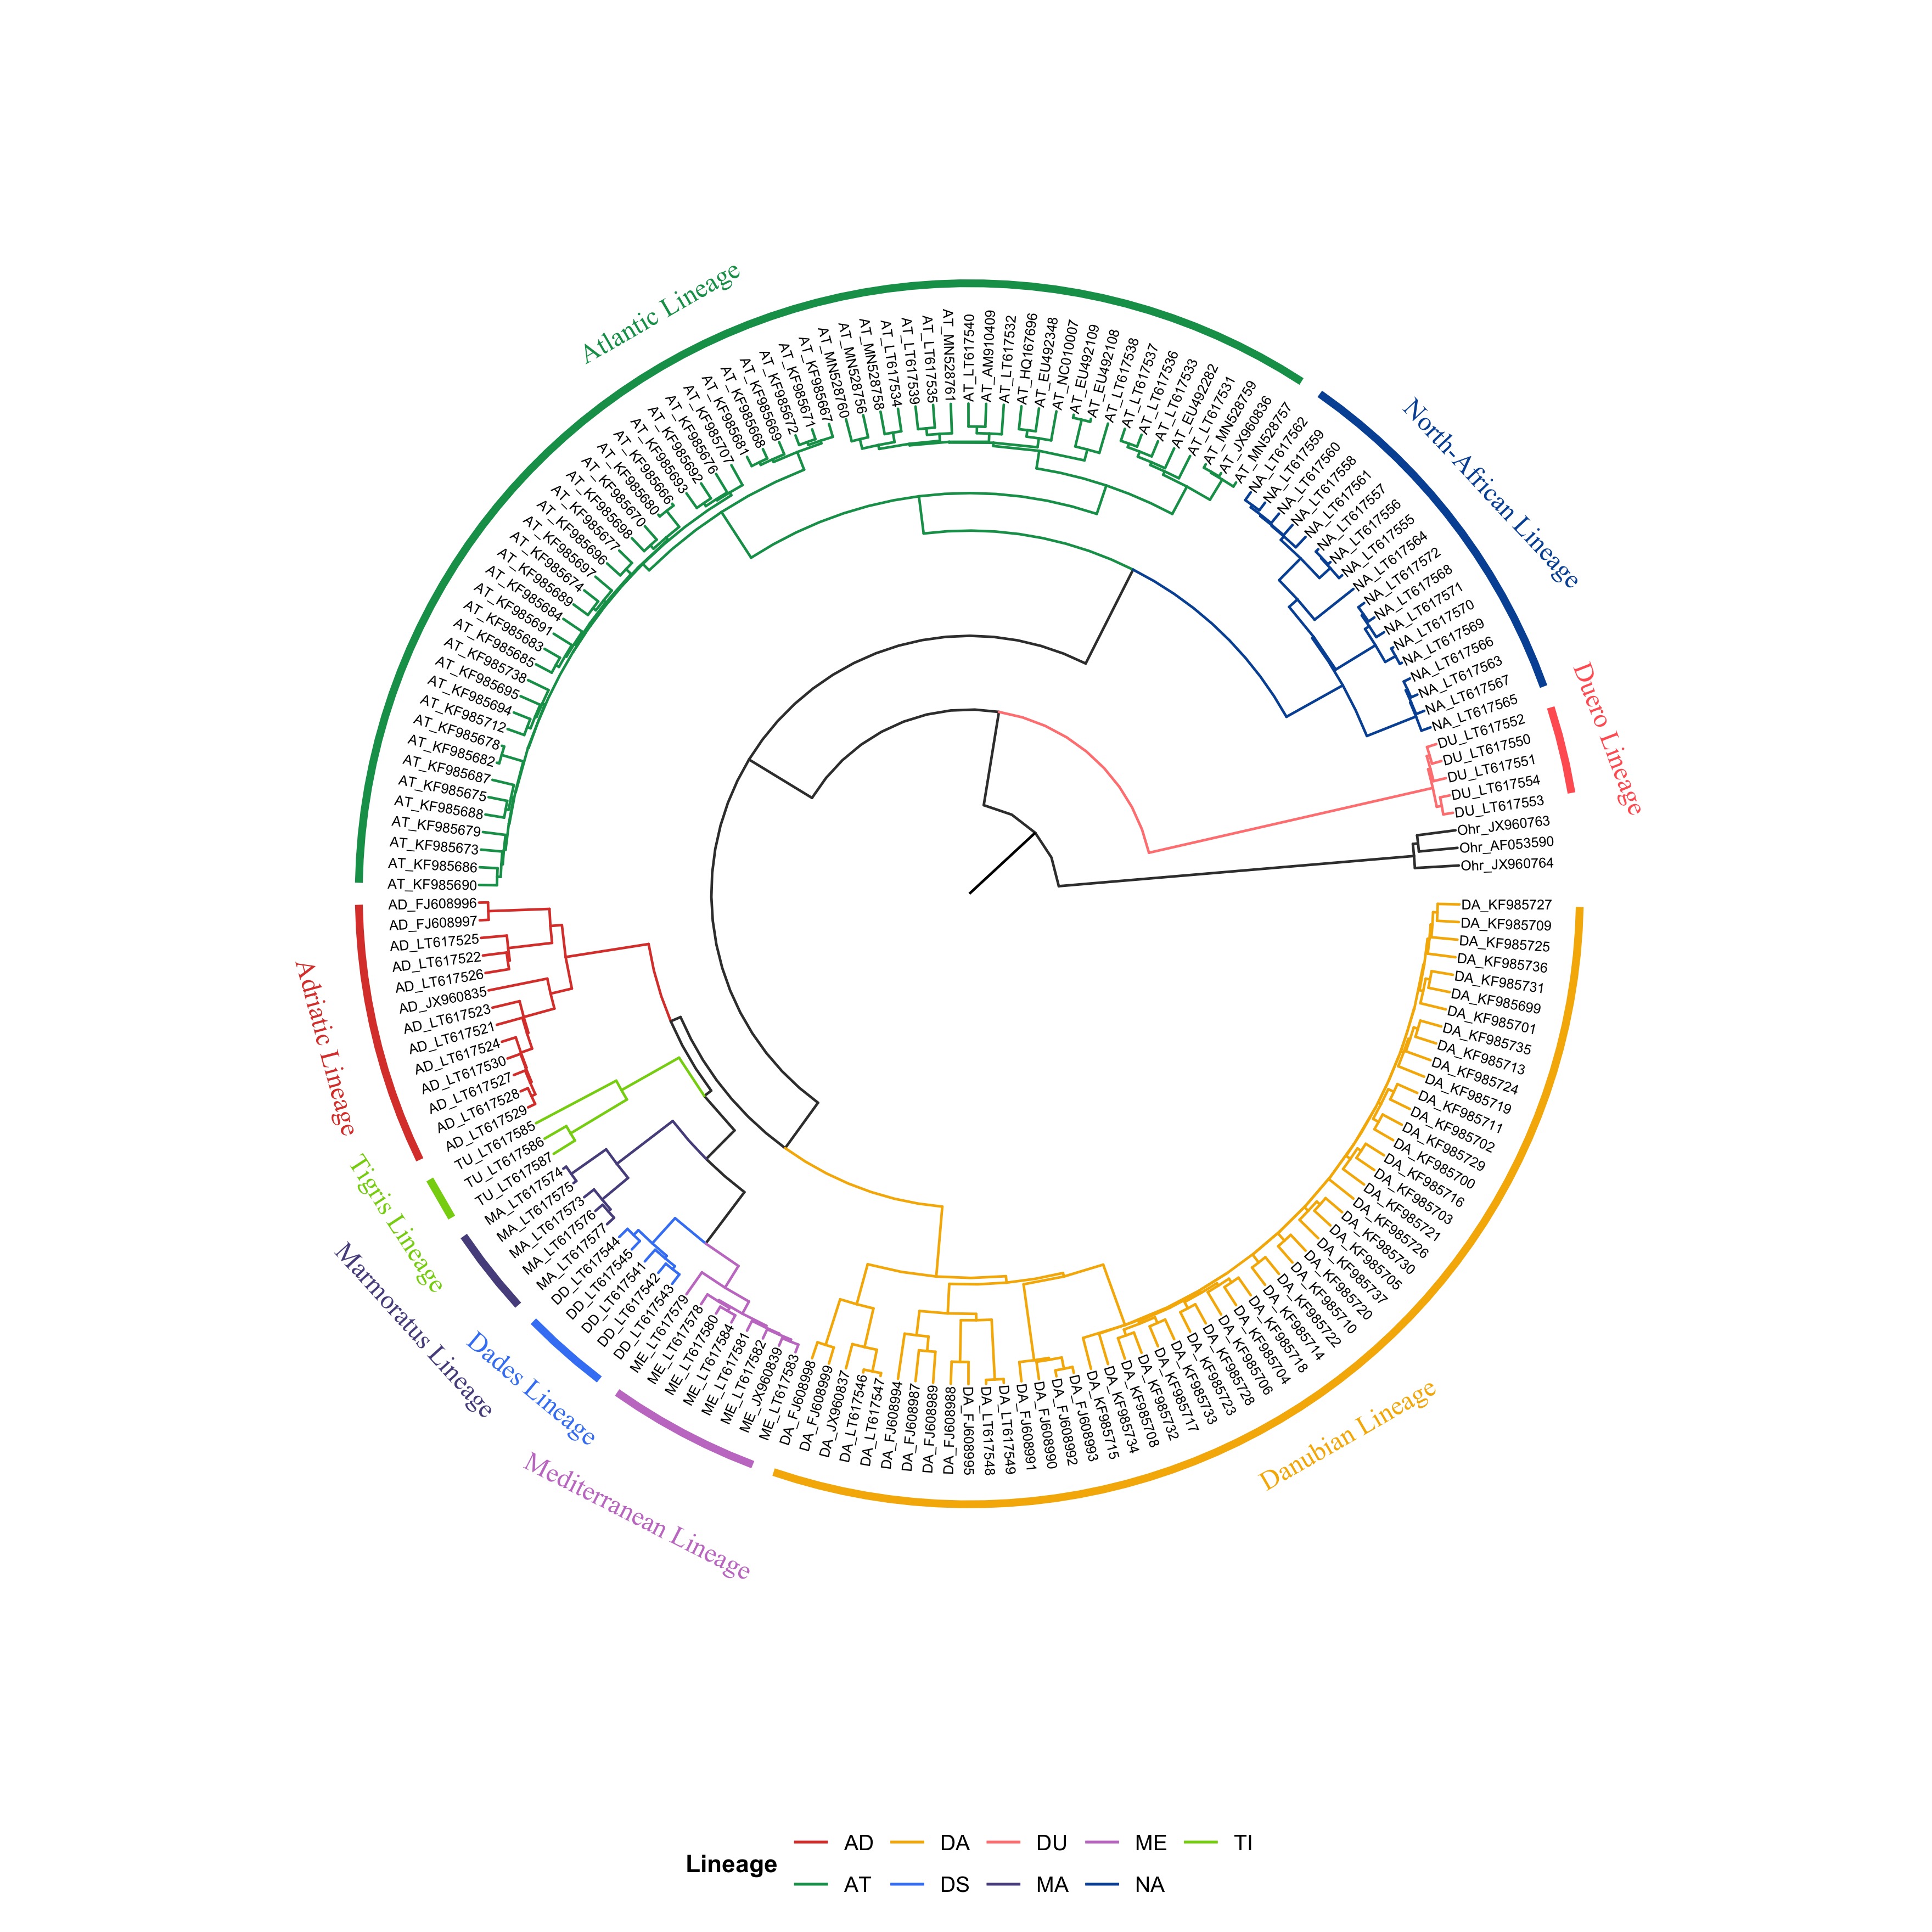 Atlantic Lineage
North-African Lineage
Duero Lineage
Danubian Lineage
Mediterranean Lineage
Dades Lineage
Marmoratus Lineage
Tigris Lineage
Adriatic Lineage
AT_KF985690
AT_KF985686
AT_KF985673
AT_KF985679
AT_KF985688
AT_KF985675
AT_KF985687
AT_KF985682
AT_KF985678
AT_KF985712
AT_KF985694
AT_KF985695
AT_KF985738
AT_KF985685
AT_KF985683
AT_KF985691
AT_KF985684
AT_KF985689
AT_KF985674
AT_KF985697
AT_KF985696
AT_KF985677
AT_KF985698
AT_KF985670
AT_KF985680
AT_KF985666
AT_KF985693
AT_KF985692
AT_KF985676
AT_KF985707
AT_KF985681
AT_KF985668
AT_KF985669
AT_KF985672
AT_KF985671
AT_KF985667
AT_MN528760
AT_MN528756
AT_MN528758
AT_LT617534
AT_LT617539
AT_LT617535
AT_MN528761
AT_LT617540
AT_AM910409
AT_LT617532
AT_HQ167696
AT_EU492348
AT_NC010007
AT_EU492109
AT_EU492108
AT_LT617538
AT_LT617537
AT_LT617536
AT_LT617533
AT_EU492282
AT_LT617531
AT_MN528759
AT_JX960836
AT_MN528757
NA_LT617562
NA_LT617559
NA_LT617560
NA_LT617558
NA_LT617561
NA_LT617557
NA_LT617556
NA_LT617555
NA_LT617564
NA_LT617572
NA_LT617568
NA_LT617571
NA_LT617570
NA_LT617569
NA_LT617566
NA_LT617563
NA_LT617567
NA_LT617565
DU_LT617552
DU_LT617550
DU_LT617551
DU_LT617554
DU_LT617553
Ohr_JX960763
Ohr_AF053590
Ohr_JX960764
DA_KF985727
DA_KF985709
DA_KF985725
DA_KF985736
DA_KF985731
DA_KF985699
DA_KF985701
DA_KF985735
DA_KF985713
DA_KF985724
DA_KF985719
DA_KF985711
DA_KF985702
DA_KF985729
DA_KF985700
DA_KF985716
DA_KF985703
DA_KF985721
DA_KF985726
DA_KF985730
DA_KF985705
DA_KF985737
DA_KF985720
DA_KF985710
DA_KF985722
DA_KF985714
DA_KF985718
DA_KF985704
DA_KF985706
DA_KF985728
DA_KF985723
DA_KF985733
DA_KF985717
DA_KF985732
DA_KF985708
DA_KF985734
DA_KF985715
DA_FJ608993
DA_FJ608992
DA_FJ608990
DA_FJ608991
DA_LT617549
DA_LT617548
DA_FJ608995
DA_FJ608988
DA_FJ608989
DA_FJ608987
DA_FJ608994
DA_LT617547
DA_LT617546
DA_JX960837
DA_FJ608999
DA_FJ608998
ME_LT617583
ME_JX960839
ME_LT617582
ME_LT617581
ME_LT617584
ME_LT617580
ME_LT617578
ME_LT617579
DD_LT617543
DD_LT617542
DD_LT617541
DD_LT617545
DD_LT617544
MA_LT617577
MA_LT617576
MA_LT617573
MA_LT617575
MA_LT617574
TU_LT617587
TU_LT617586
TU_LT617585
AD_LT617529
AD_LT617528
AD_LT617527
AD_LT617530
AD_LT617524
AD_LT617521
AD_LT617523
AD_JX960835
AD_LT617526
AD_LT617522
AD_LT617525
AD_FJ608997
AD_FJ608996
Lineage
AD DA DU ME TI
AT DS MA NA